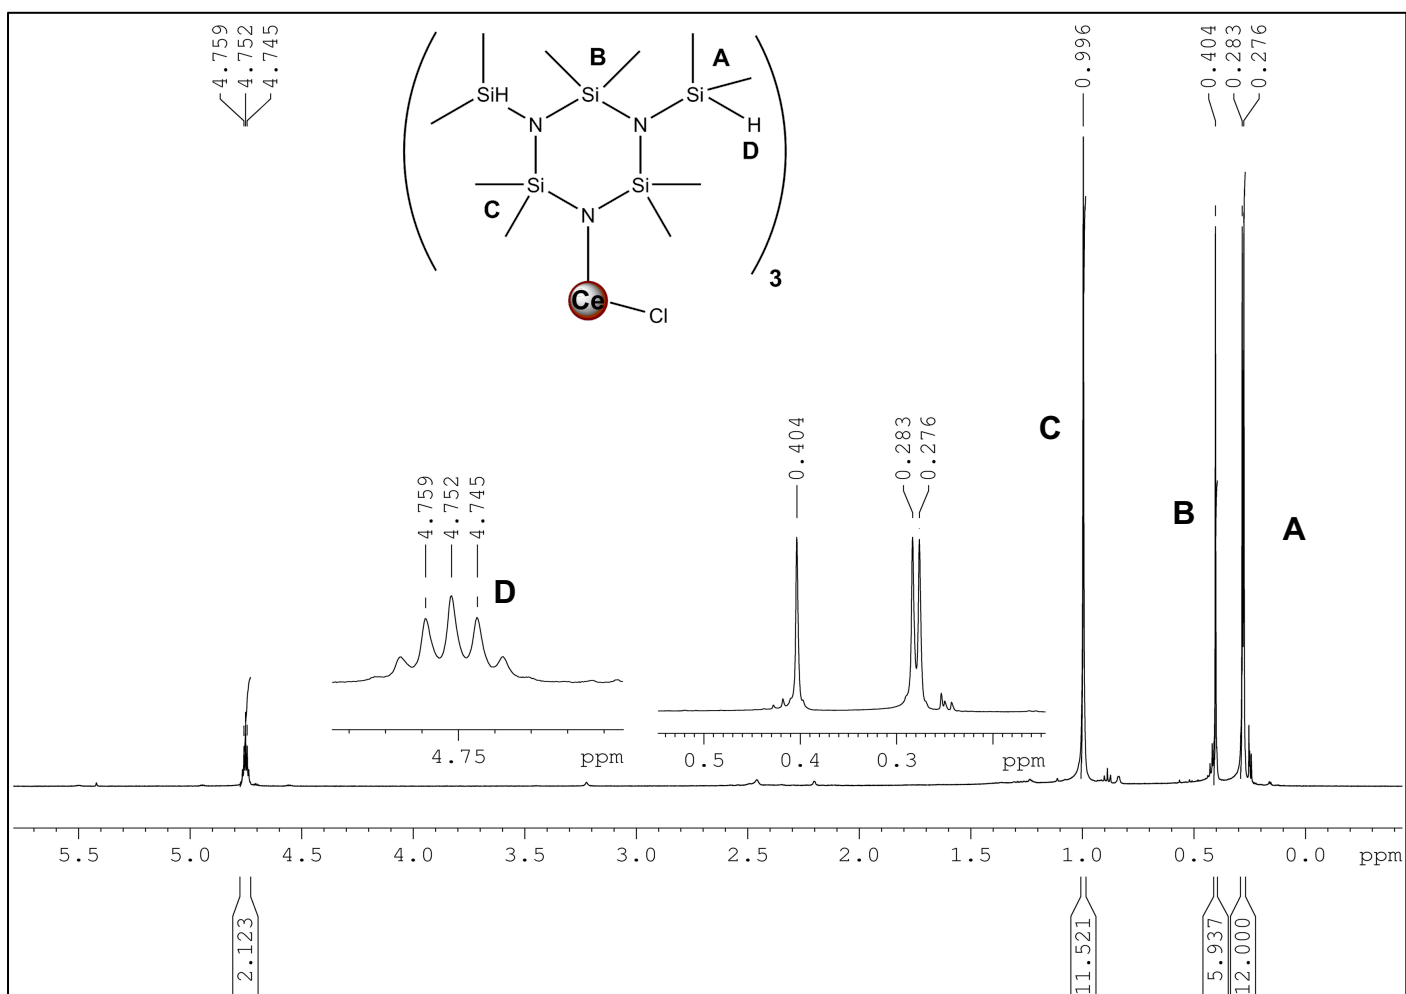 4.759
4.752
4.745
0.996
0.404
0.283
0.276
B
A
SiH
Si
Si
N
N
H
D
Si
Si
C
N
3
Ce
Cl
C
0.404
0.283
0.276
4.759
4.752
4.745
B
A
D
4.75
ppm
0.5
0.4
0.3
ppm
5.5 5.0 4.5 4.0 3.5 3.0 2.5 2.0 1.5 1.0 0.5 0.0 ppm
2.123
11.521
5.937
12.000